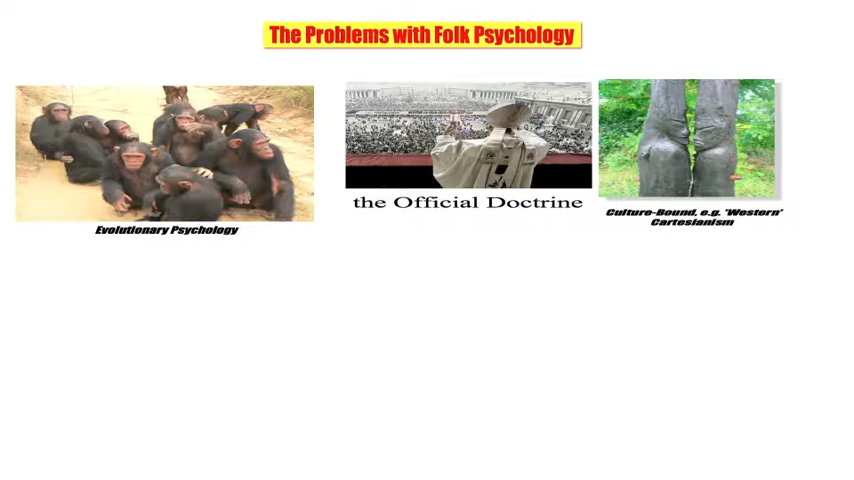 The Problems with Folk Psychology
the Official Doctrine
Culture-Bound, e.g. 'Western'
Cartesianism
Evolutionary Psychology